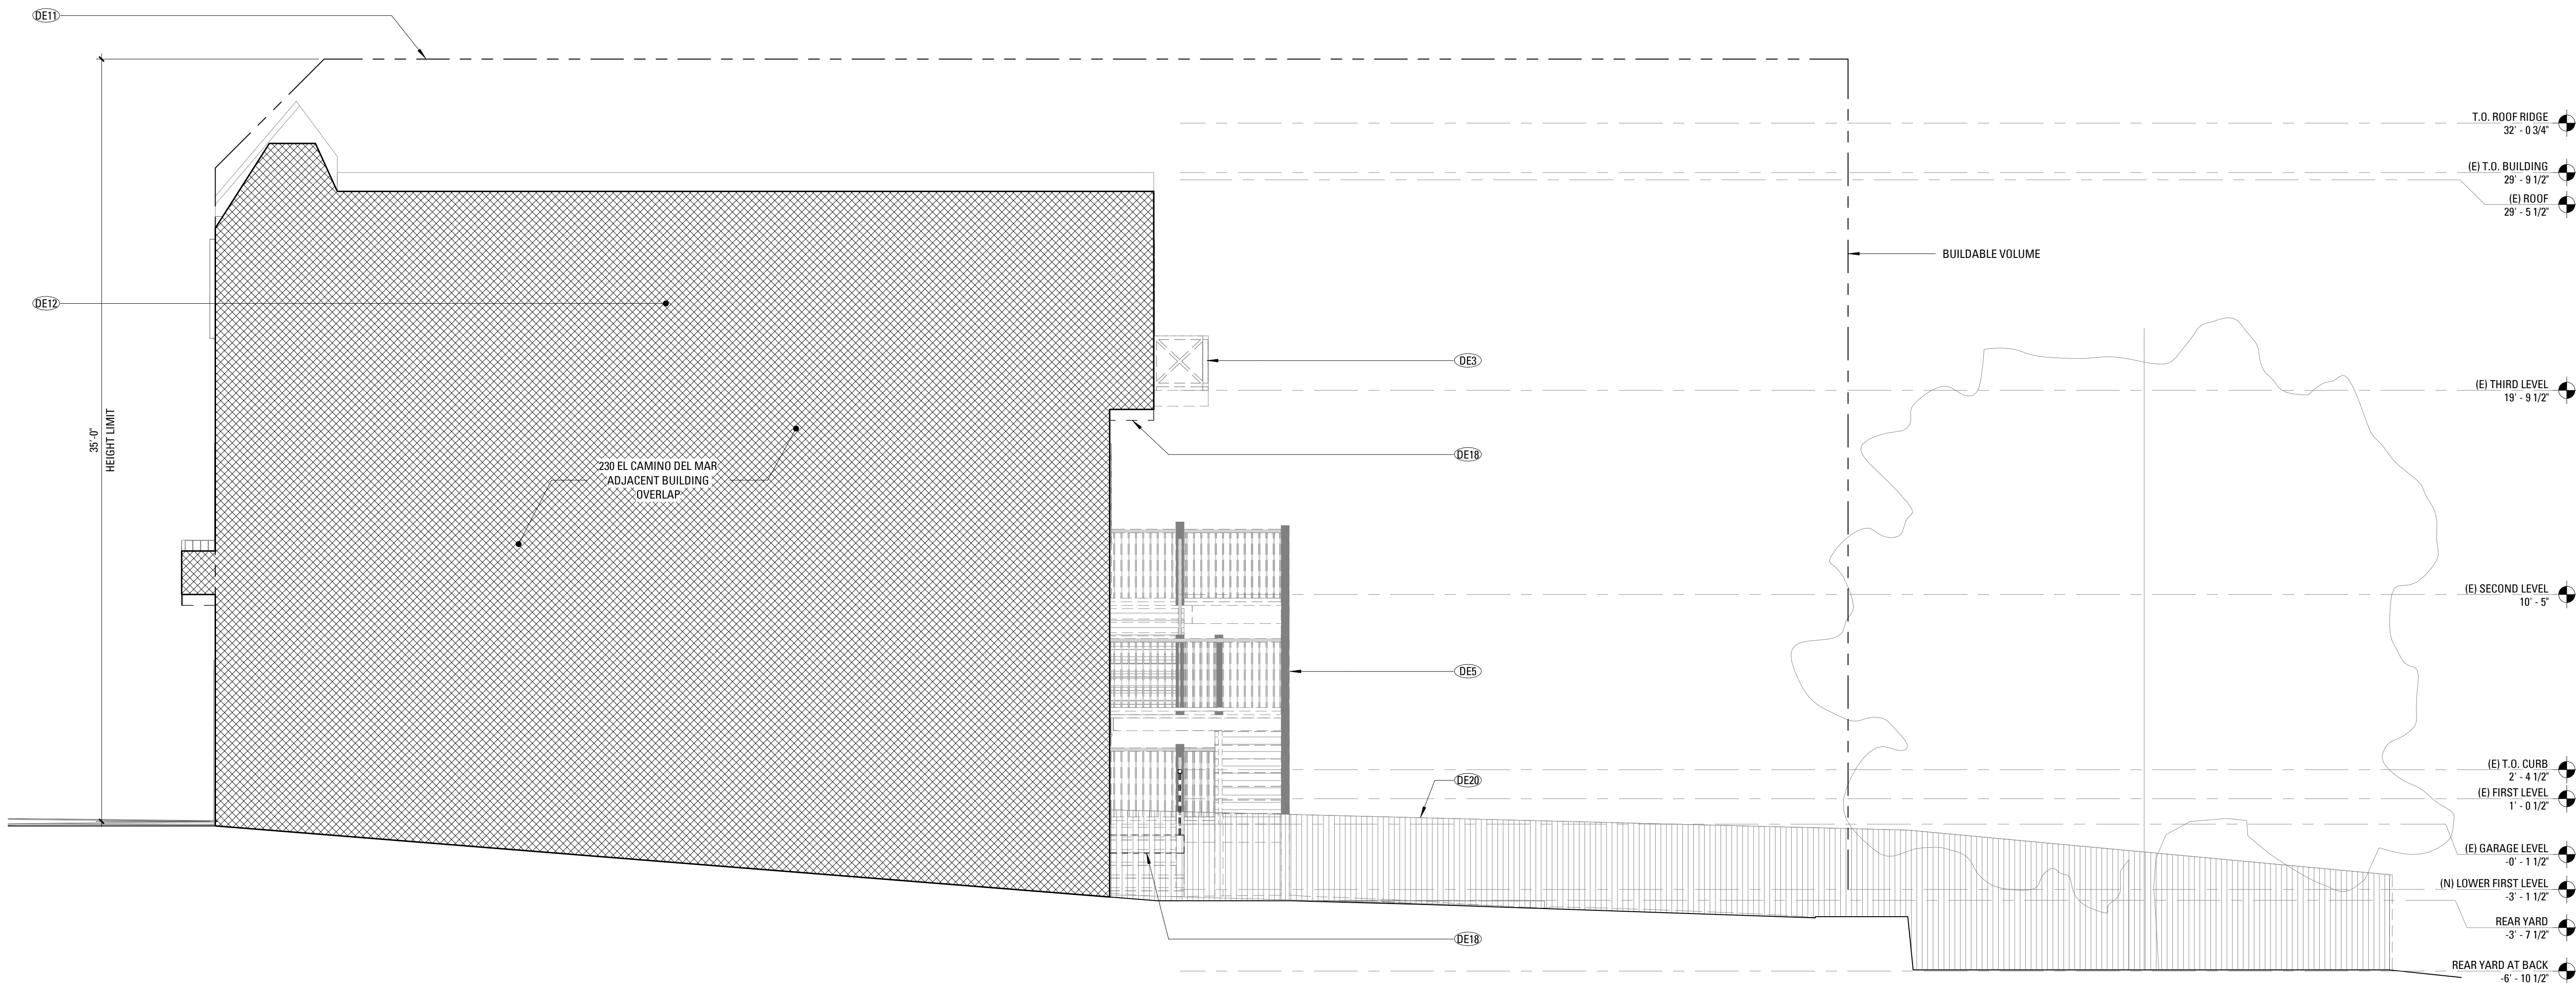 DE11
T.O. ROOF RIDGE
32' - 0 3/4"
(E) T.O. BUILDING
29' - 9 1/2"
(E) ROOF
29' - 5 1/2"
BUILDABLE VOLUME
DE12
DE3
(E) THIRD LEVEL
19' - 9 1/2"
35'-0"
HEIGHT LIMIT
DE18
230 EL CAMINO DEL MAR
ADJACENT BUILDING
OVERLAP
(E) SECOND LEVEL
10' - 5"
DE5
(E) T.O. CURB
2' - 4 1/2"
DE20
(E) FIRST LEVEL
1' - 0 1/2"
(E) GARAGE LEVEL
-0' - 1 1/2"
(N) LOWER FIRST LEVEL
-3' - 1 1/2"
REAR YARD
-3' - 7 1/2"
DE18
REAR YARD AT BACK
-6' - 10 1/2"